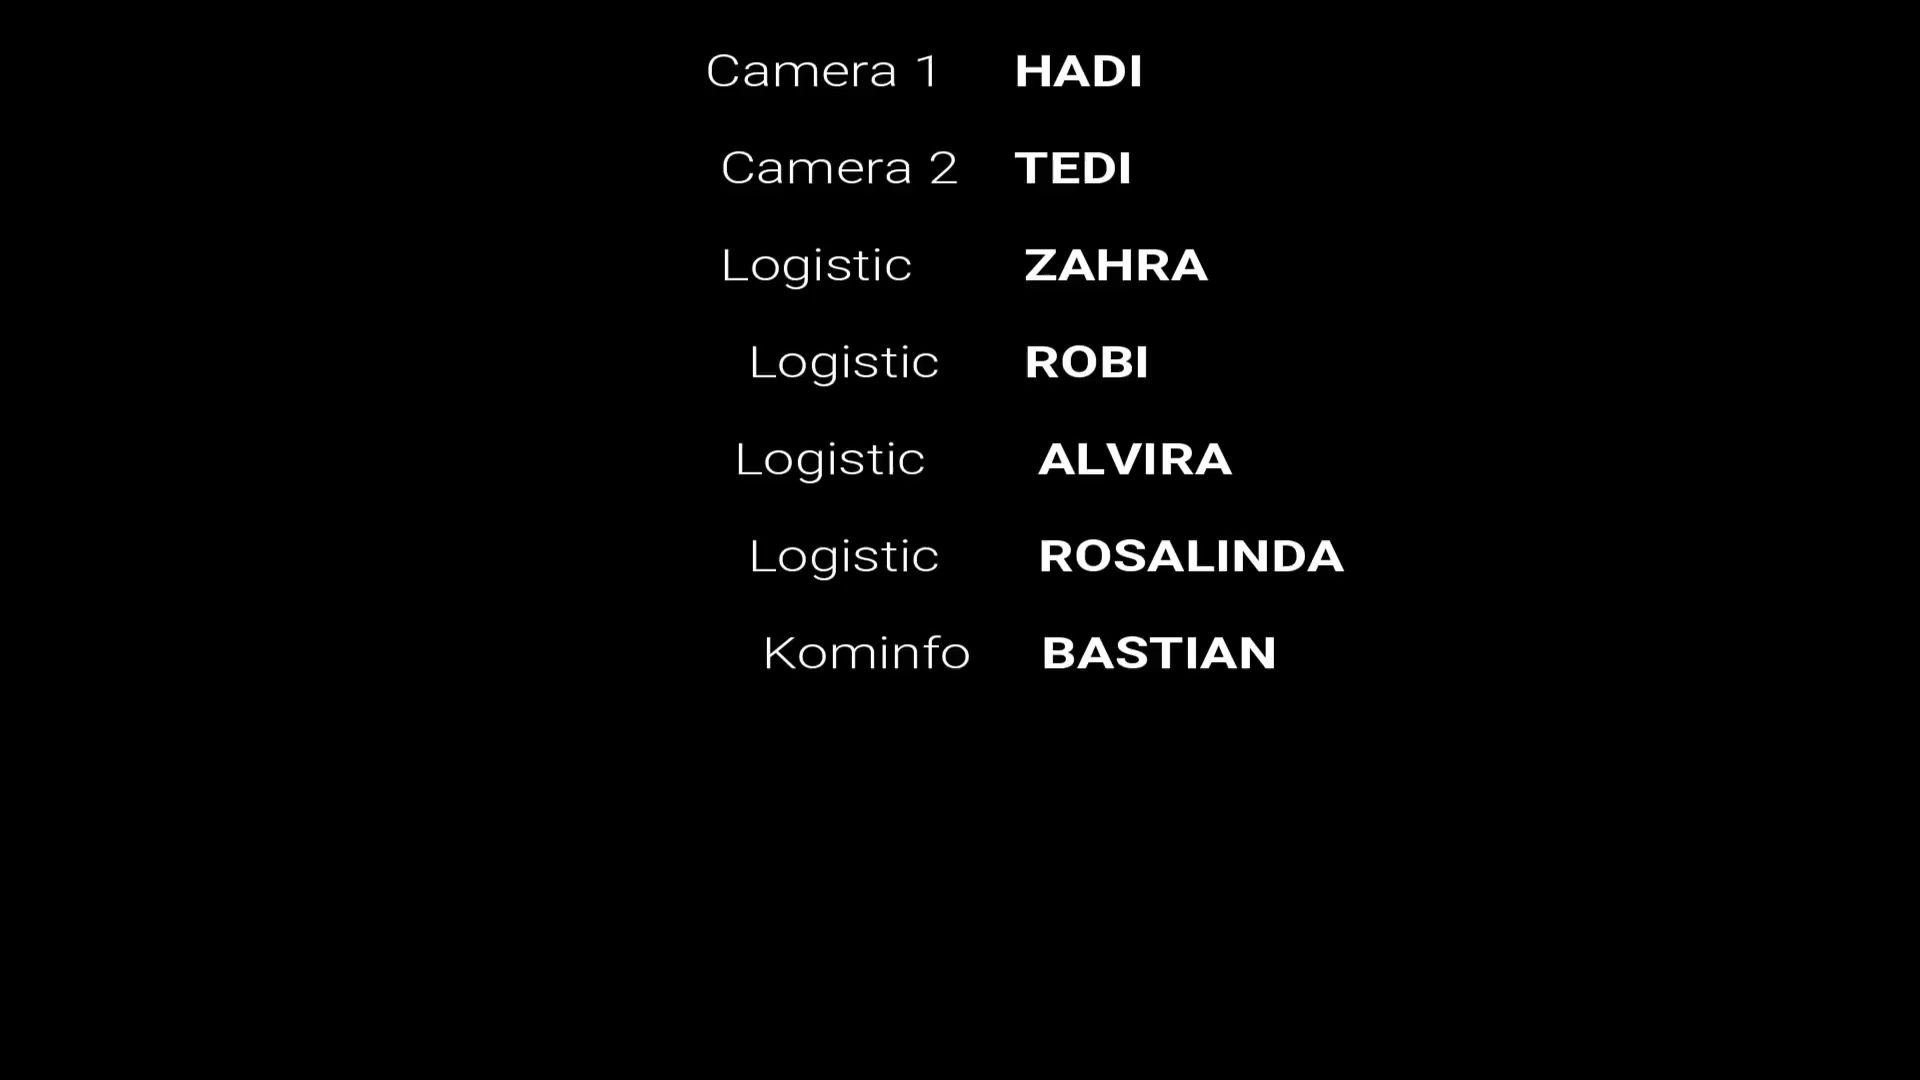 Camera 1 HADI
Camera 2 TEDI
Logistic ZAHRA
Logistic ROBI
Logistic ALVIRA
Logistic ROSALINDA
Kominfo BASTIAN